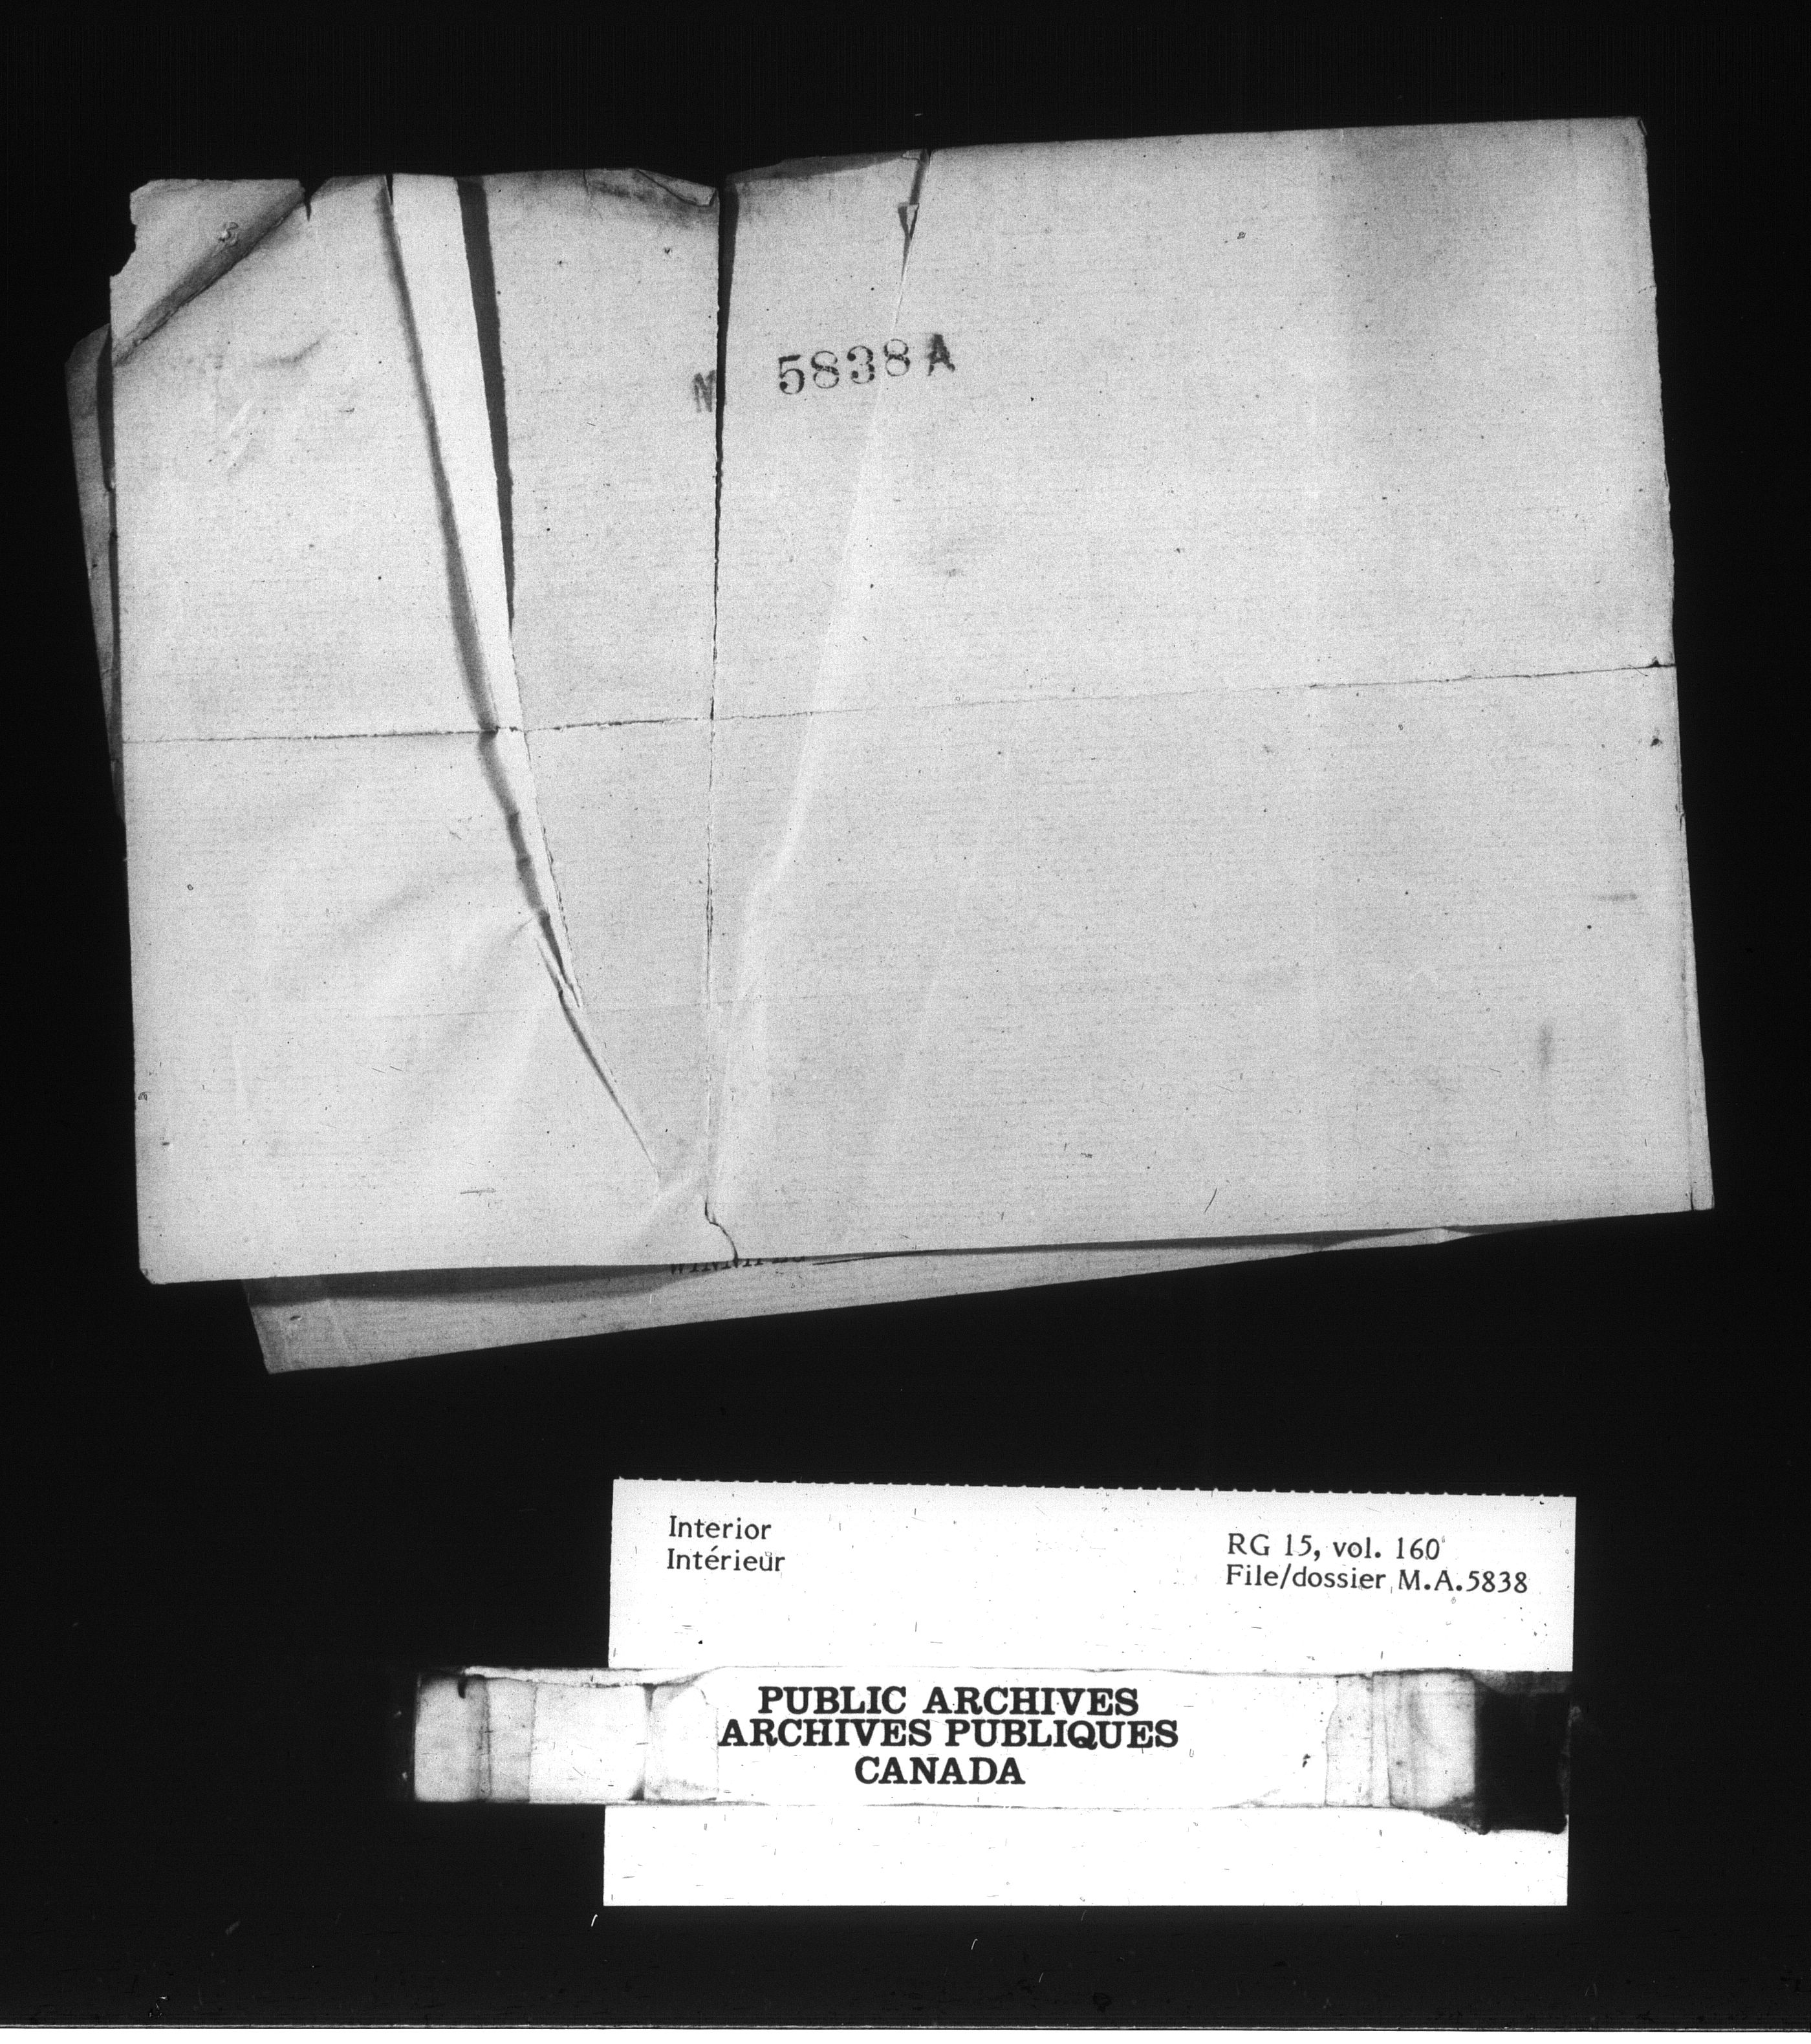 M 5838 A
Interior
Intérieur
RG 15, vol. 160
File/dossier M.A.5838
PUBLIC ARCHIVES
ARCHIVES PUBLIQUES
CANADA